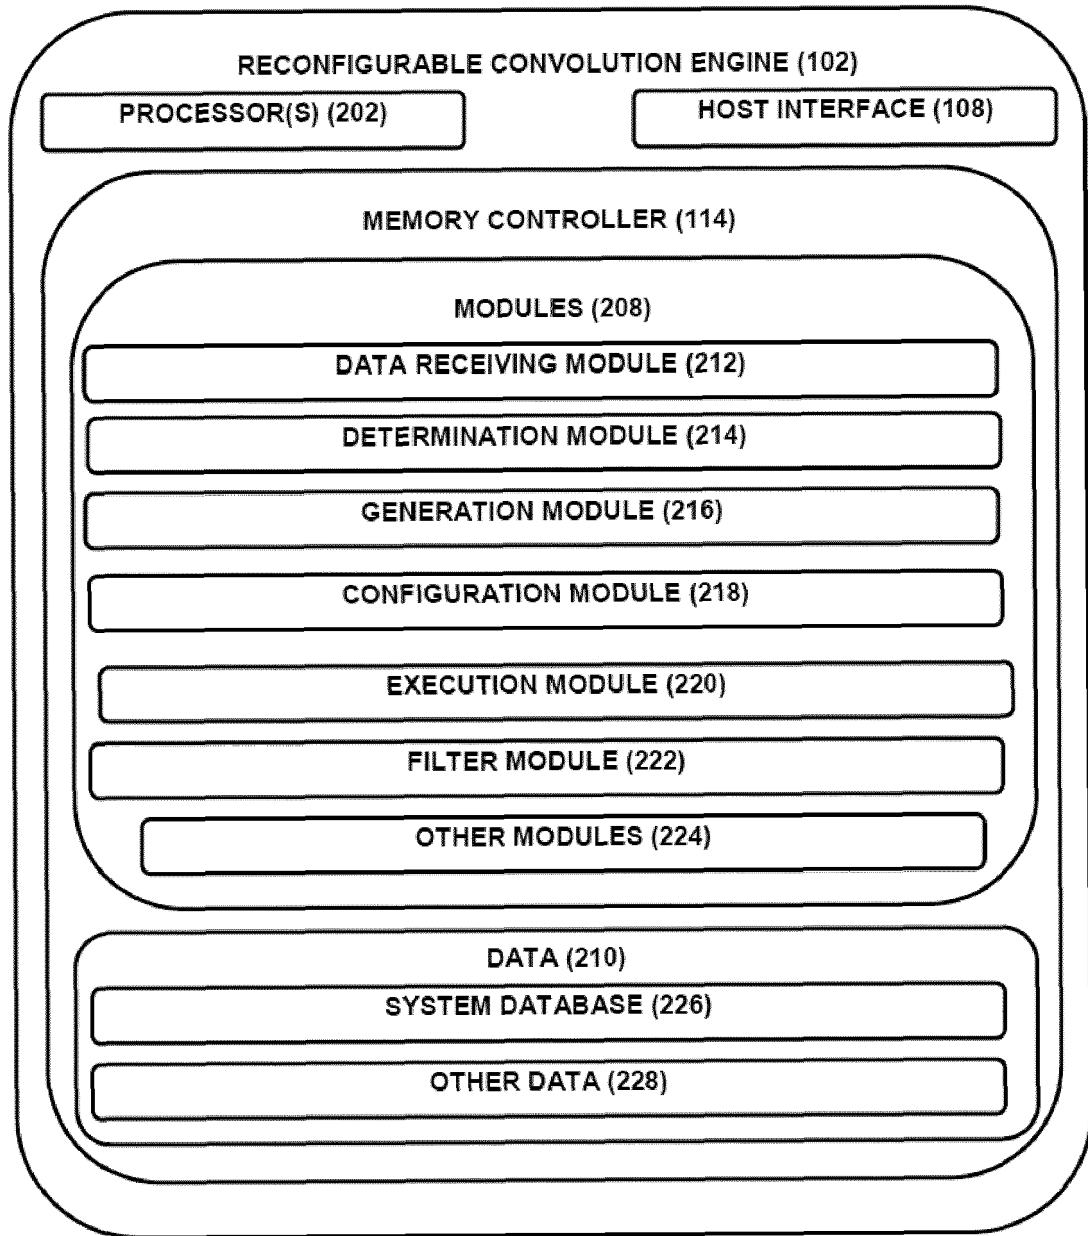 RECONFIGURABLE CONVOLUTION ENGINE (102)
PROCESSOR(S) (202)
HOST INTERFACE (108)
MEMORY CONTROLLER (114)
MODULES (208)
DATA RECEIVING MODULE (212)
DETERMINATION MODULE (214)
GENERATION MODULE (216)
CONFIGURATION MODULE (218)
EXECUTION MODULE (220)
FILTER MODULE (222)
OTHER MODULES (224)
DATA (210)
SYSTEM DATABASE (226)
OTHER DATA (228)